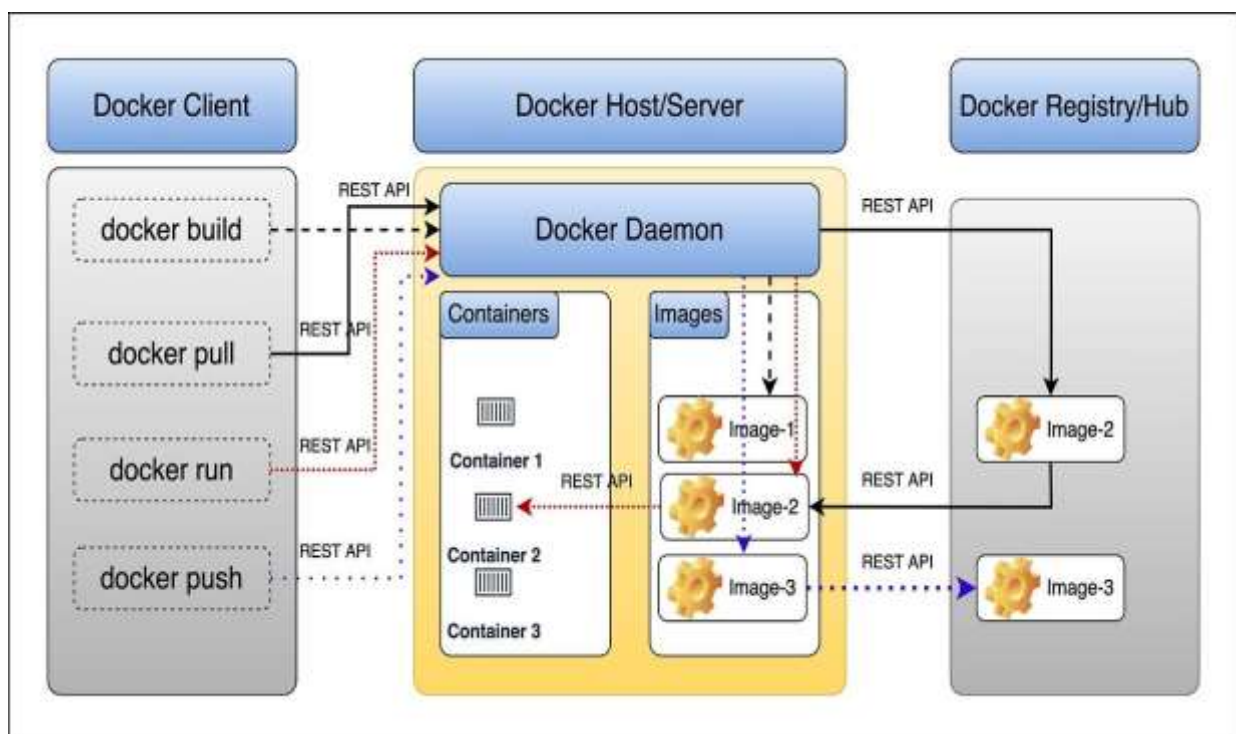 Docker Client
Docker Host/Server
Docker Registry/Hub
REST API
REST API
docker build
Docker Daemon
Containers
Images
REST API
docker pull
Image-1
Image-2
Container 1
REST API
docker run
REST API
REST API
Image-2
Container 2
REST API
docker push
REST API
Image-3
Image-3
Container 3